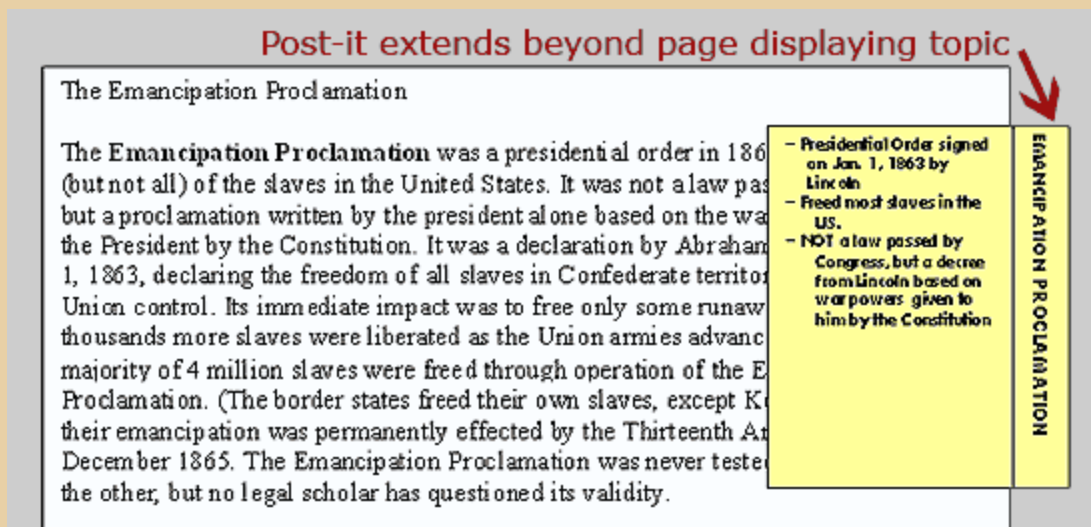 Post-it extends beyond page displaying topic
The Emancipation Proclamation
The Emancipation Proclamation was a presidential order in 186
(but not all) of the slaves in the United States. It was not a law pas
but a proclamation written by the president alone based on the wa
the President by the Constitution. It was a declaration by Abraham
1, 1863, declaring the freedom of all slaves in Confederate territor
Union control. Its immediate impact was to free only some runaw
thousands more slaves were liberated as the Union armies advanc
majority of 4 million slaves were freed through operation of the E
Proclamation. (The border states freed their own slaves, except K
their emancipation was permanently effected by the Thirteenth A
December 1865. The Emancipation Proclamation was never teste
the other, but no legal scholar has questioned its validity.
– Presidential Order signed
on Jan. 1, 1863 by
Lincoln
– Freed most slaves in the
US.
– NOT a law passed by
Congress, but a decree
from Lincoln based on
war powers given to
him by the Constitution
EMANCIPATION PROCLAMATION